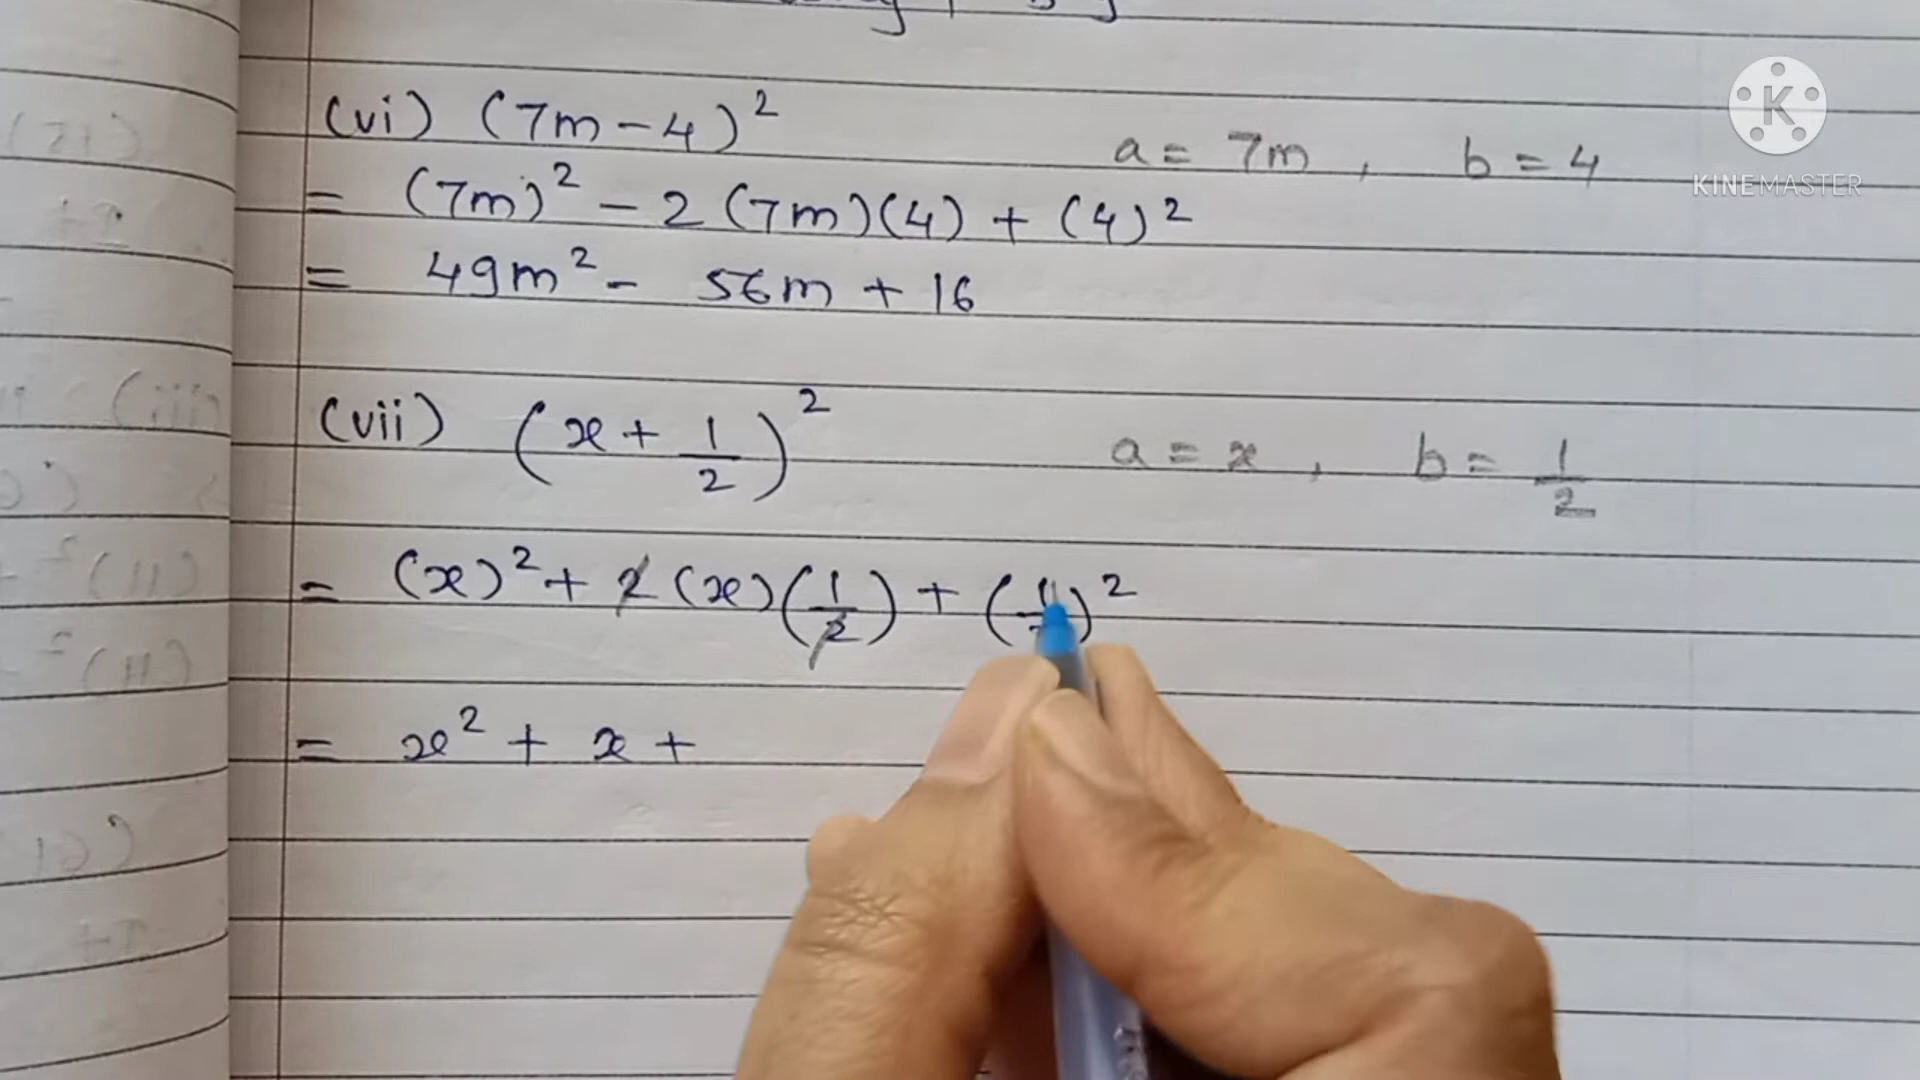 (vi) (7m - 4)²
a = 7m , b = 4
= (7m)² - 2 (7m)(4) + (4)²
= 49m² - 56m + 16
(vii) (x + 1/2)²
a = x , b = 1/2
= (x)² + 2 (x)(1/2) + (1/2)²
= x² + x +
K
KINEMASTER